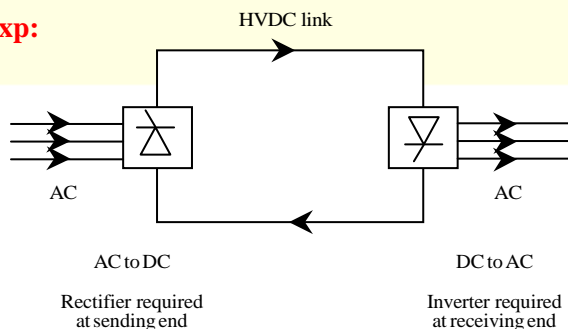 xp:
HVDC link
AC
AC
AC to DC
DC to AC
Rectifier required
at sending end
Inverter required
at receiving end